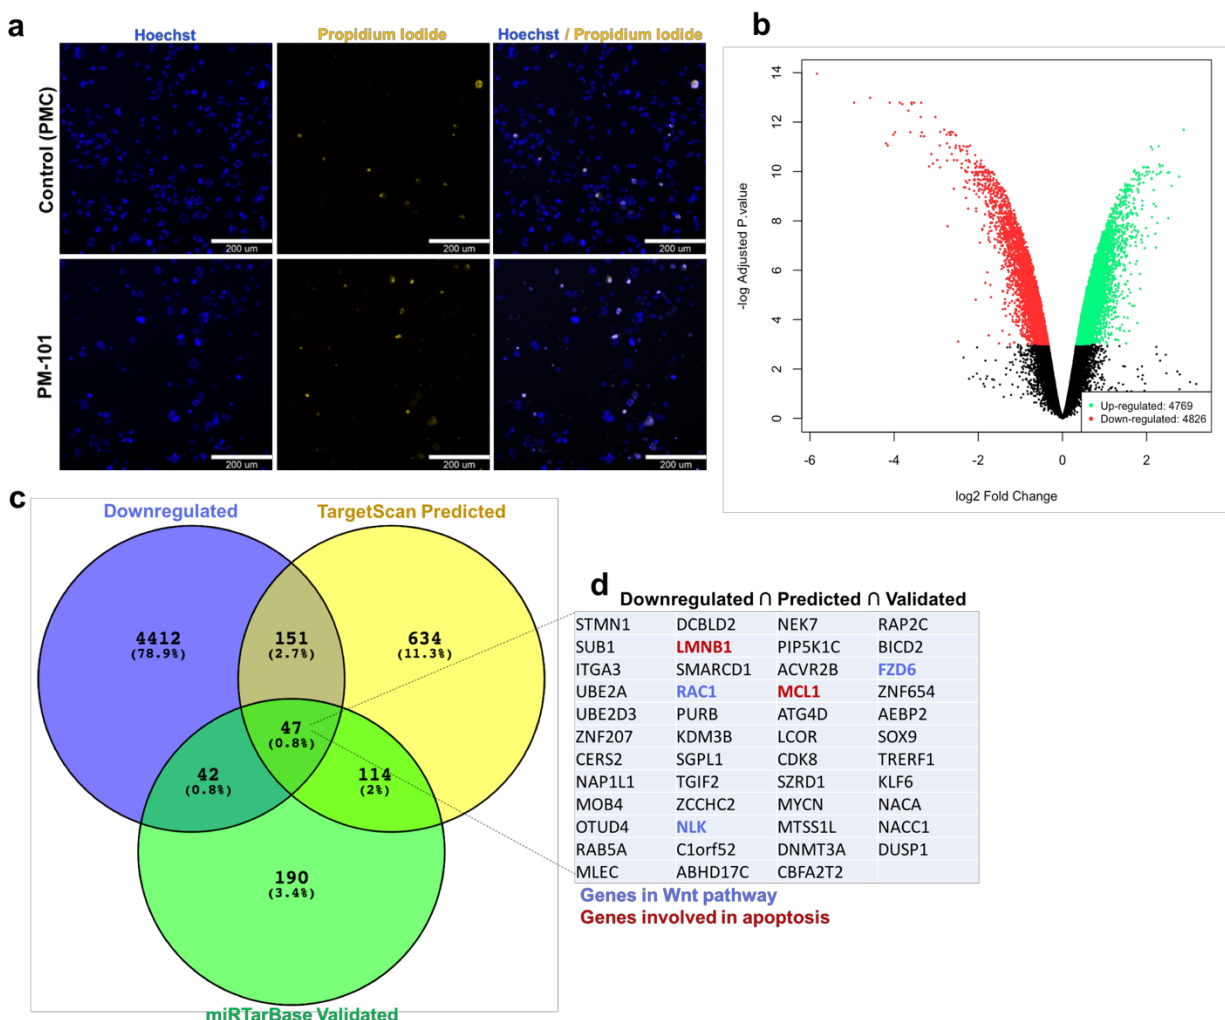 a
Hoechst
Propidium Iodide
Hoechst / Propidium Iodide
Control (PMC)
200 um
200 um
200 um
PM-101
200 um
200 um
200 um
b
-log Adjusted P.value
14
12
10
8
6
4
2
0
Up-regulated: 4769
Down-regulated: 4826
-6
-4
-2
0
2
log2 Fold Change
c
Downregulated
TargetScan Predicted
4412
(78.9%)
151
(2.7%)
634
(11.3%)
47
(0.8%)
42
(0.8%)
114
(2%)
190
(3.4%)
miRTarBase Validated
d
Downregulated ∩ Predicted ∩ Validated
STMN1 DCBLD2 NEK7 RAP2C
SUB1 LMNB1 PIP5K1C BICD2
ITGA3 SMARCD1 ACVR2B FZD6
UBE2A RAC1 MCL1 ZNF654
UBE2D3 PURB ATG4D AEBP2
ZNF207 KDM3B LCOR SOX9
CERS2 SGPL1 CDK8 TRERF1
NAP1L1 TGIF2 SZRD1 KLF6
MOB4 ZCCHC2 MYCN NACA
OTUD4 NLK MTSS1L NACC1
RAB5A C1orf52 DNMT3A DUSP1
MLEC ABHD17C CBFA2T2
Genes in Wnt pathway
Genes involved in apoptosis